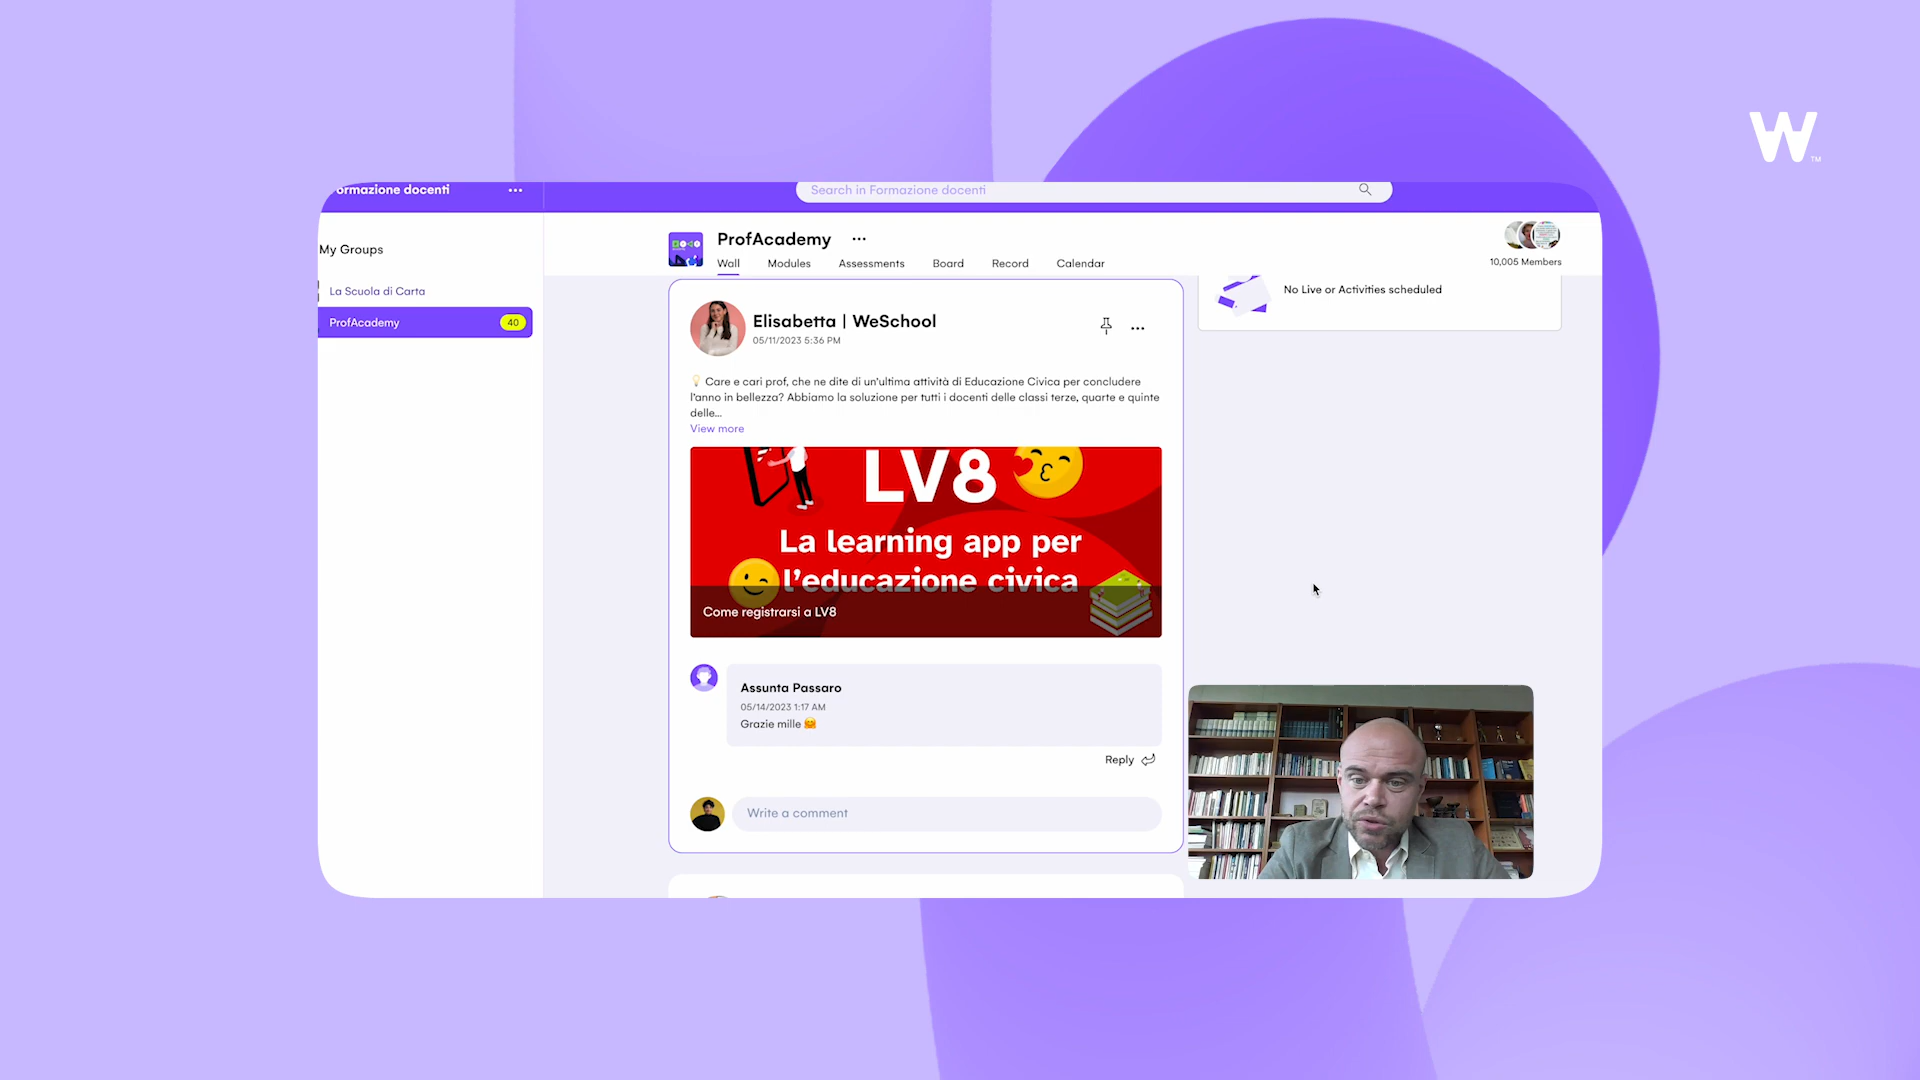 W
TM
ormazione docenti
Search in Formazione docenti
My Groups
La Scuola di Carta
ProfAcademy 40
ProfAcademy
Wall Modules Assessments Board Record Calendar
10,005 Members
No Live or Activities scheduled
Elisabetta | WeSchool
05/11/2023 5:36 PM
💡 Care e cari prof, che ne dite di un'ultima attività di Educazione Civica per concludere
l'anno in bellezza? Abbiamo la soluzione per tutti i docenti delle classi terze, quarte e quinte
delle...
View more
LV8
La learning app per
l'educazione civica
Come registrarsi a LV8
Assunta Passaro
05/14/2023 1:17 AM
Grazie mille 🤗
Reply
Write a comment